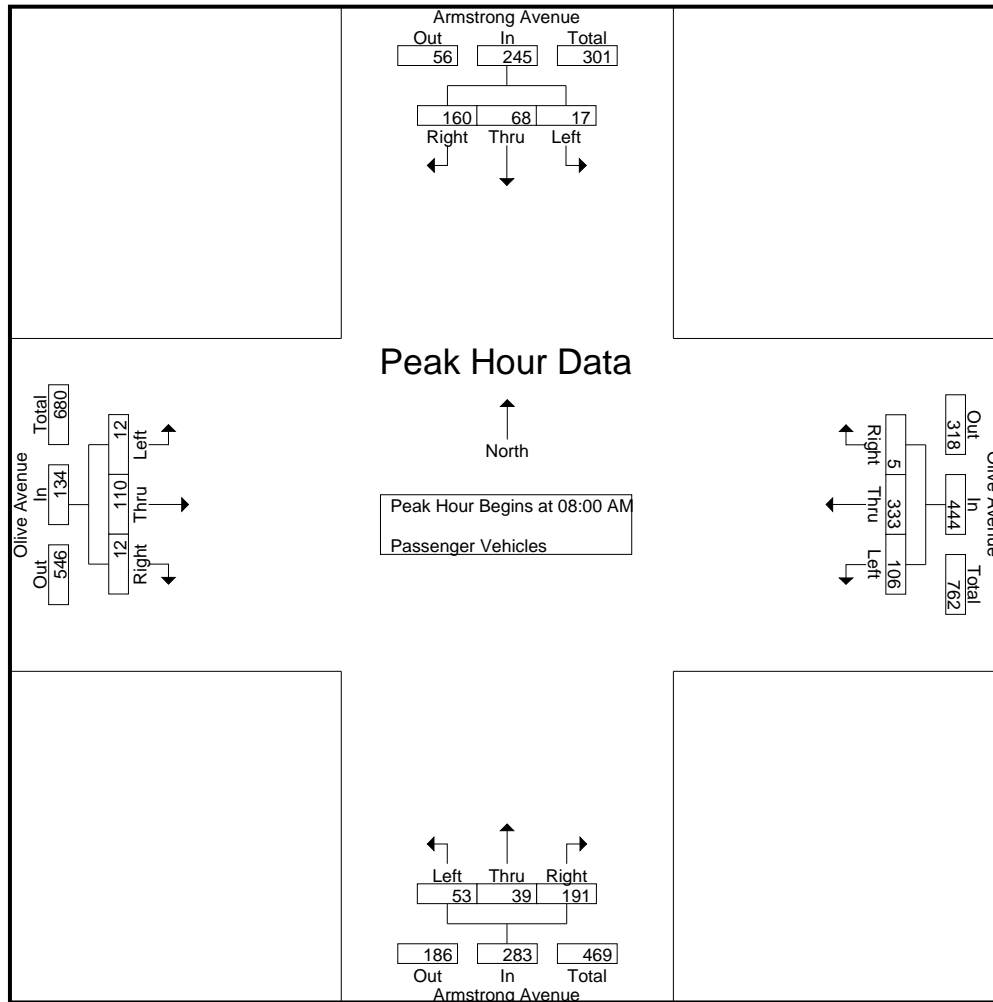 Armstrong Avenue
Out In Total
56 245 301
160 68 17
Right Thru Left
Peak Hour Data
North
Peak Hour Begins at 08:00 AM
Passenger Vehicles
Olive Avenue
Out In Total
546 134 680
12 110 12
Left Thru Right
Olive Avenue
Out In Total
318 444 762
5 333 106
Right Thru Left
Left Thru Right
53 39 191
186 283 469
Out In Total
Armstrong Avenue